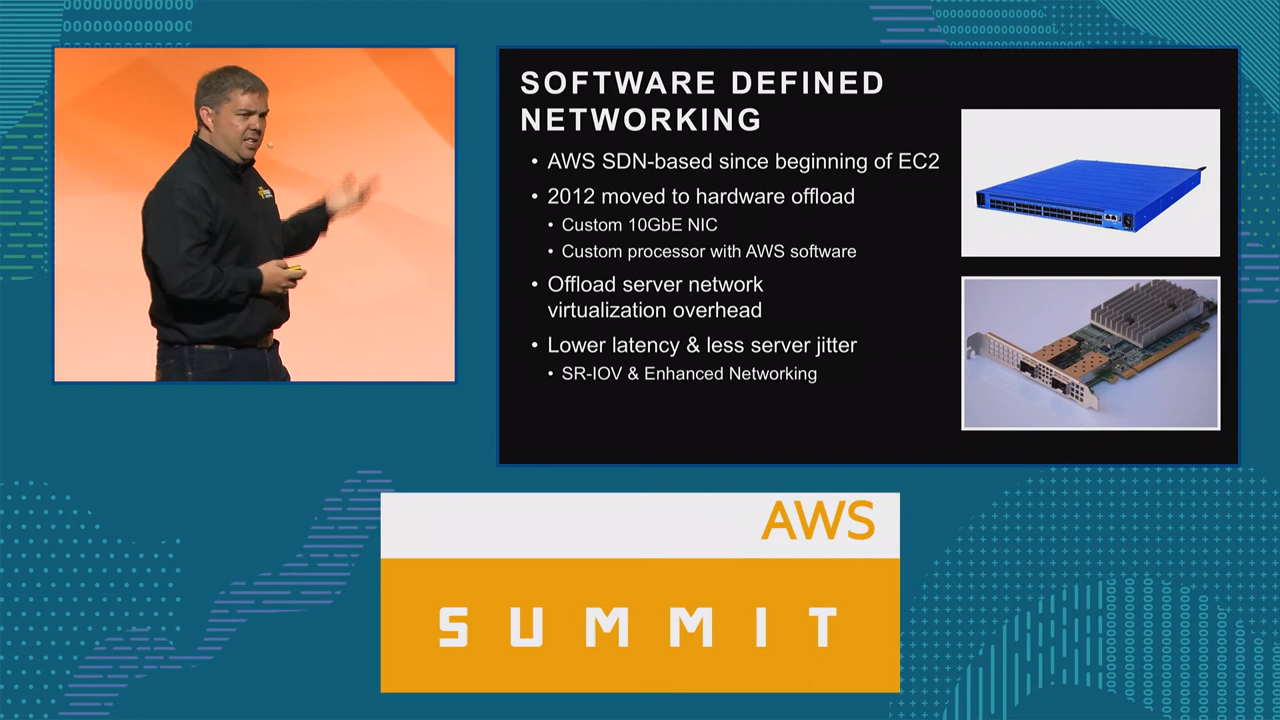 SOFTWARE DEFINED
NETWORKING
• AWS SDN-based since beginning of EC2
• 2012 moved to hardware offload
• Custom 10GbE NIC
• Custom processor with AWS software
• Offload server network
virtualization overhead
• Lower latency & less server jitter
• SR-IOV & Enhanced Networking
AWS
SUMMIT